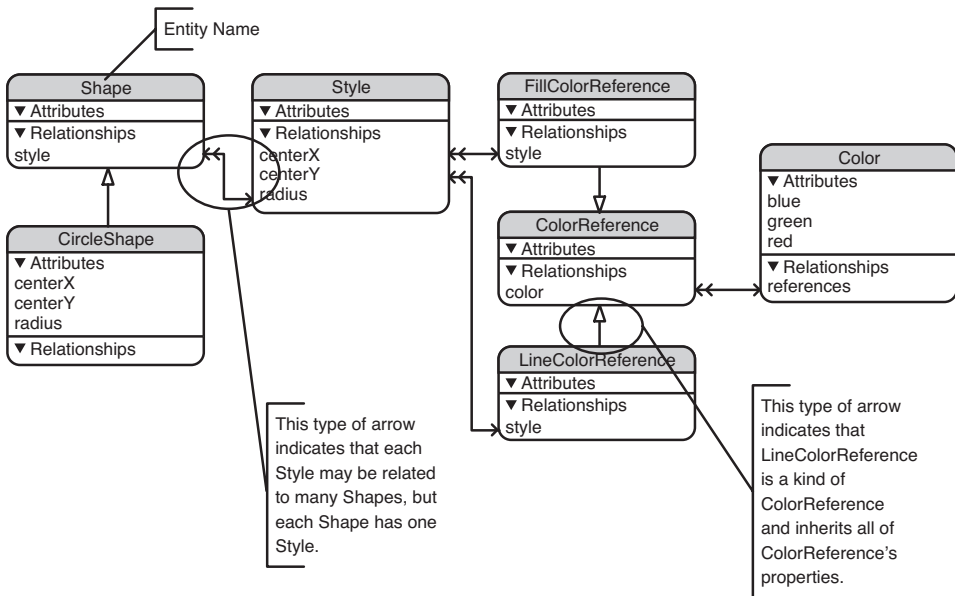 Entity Name
Shape
▼ Attributes
▼ Relationships
style
CircleShape
▼ Attributes
centerX
centerY
radius
▼ Relationships
Style
▼ Attributes
▼ Relationships
centerX
centerY
radius
FillColorReference
▼ Attributes
▼ Relationships
style
ColorReference
▼ Attributes
▼ Relationships
color
LineColorReference
▼ Attributes
▼ Relationships
style
Color
▼ Attributes
blue
green
red
▼ Relationships
references
This type of arrow
indicates that each
Style may be related
to many Shapes, but
each Shape has one
Style.
This type of arrow
indicates that
LineColorReference
is a kind of
ColorReference
and inherits all of
ColorReference's
properties.